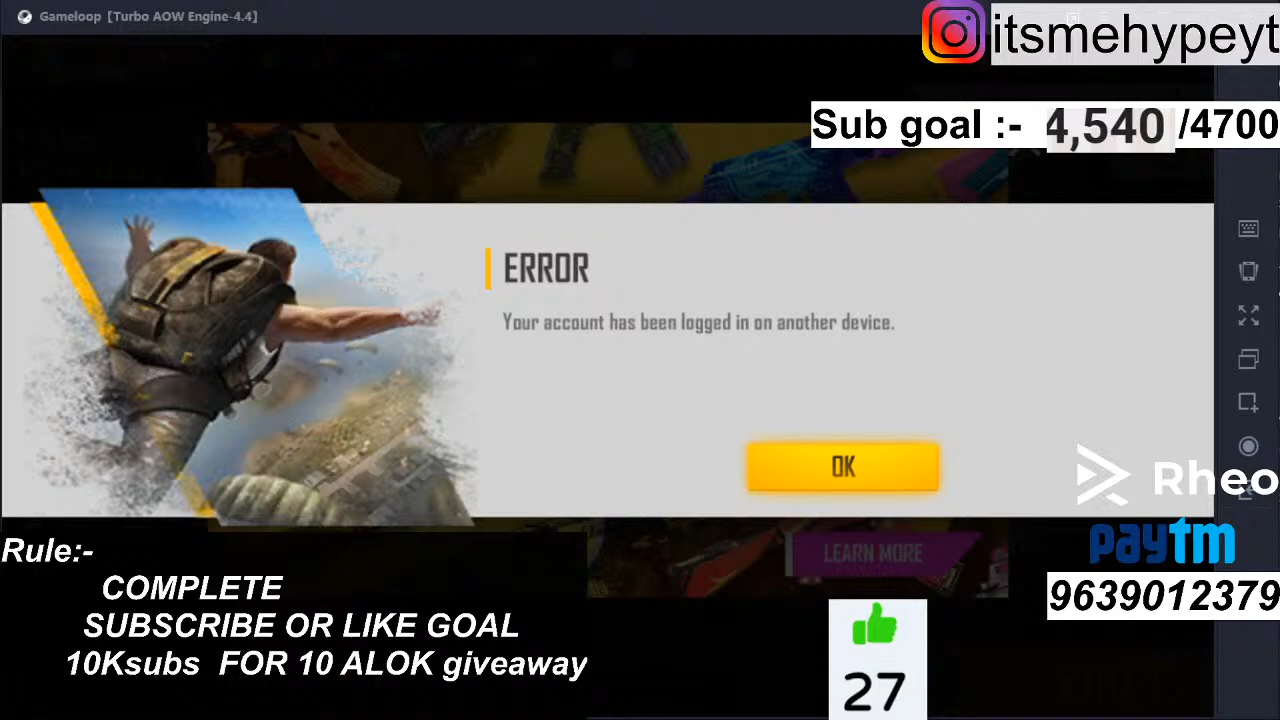 Gameloop【Turbo AOW Engine-4.4】
itsmehypeyt
Sub goal :- 4,540 /4700
ERROR
Your account has been logged in on another device.
OK
Rheo
paytm
9639012379
LEARN MORE
Rule:-
COMPLETE
SUBSCRIBE OR LIKE GOAL
10Ksubs FOR 10 ALOK giveaway
27